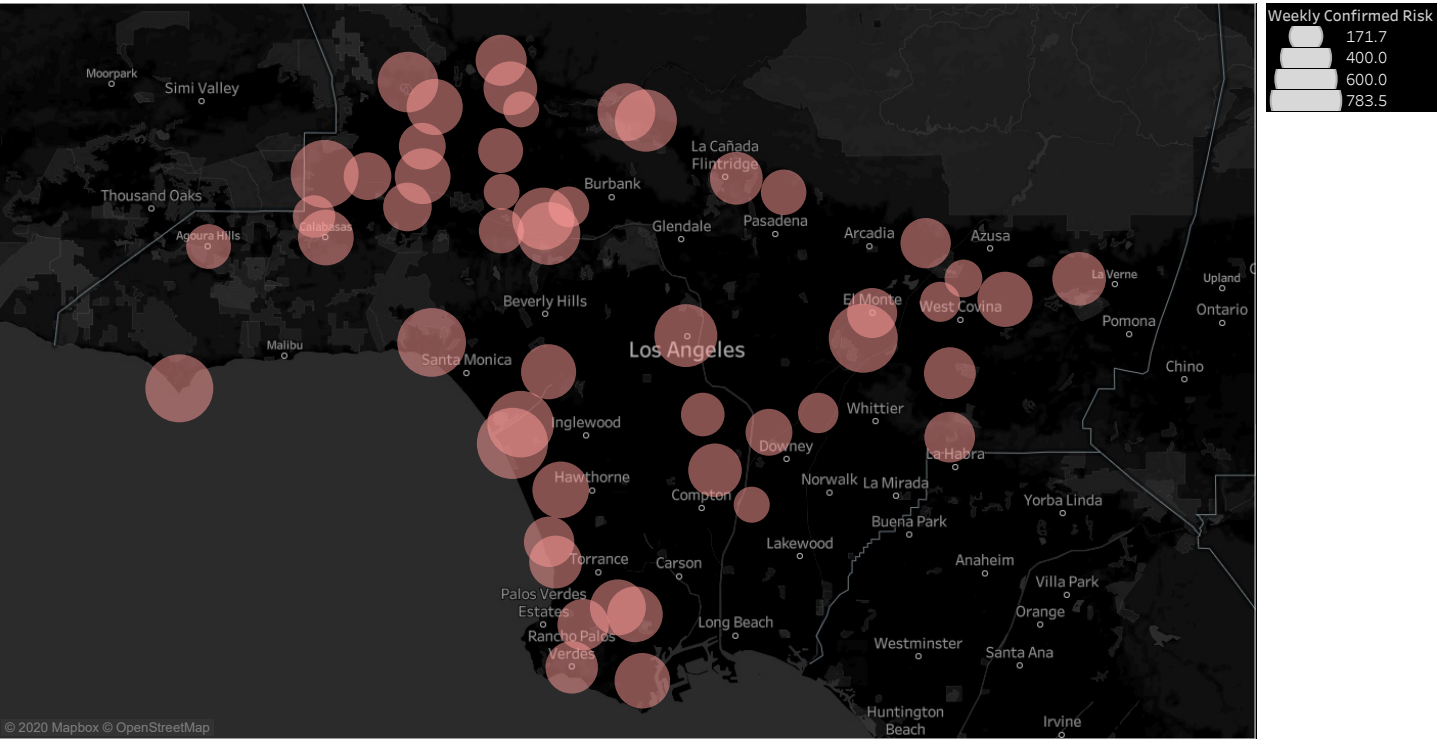 Weekly Confirmed Risk
171.7
400.0
600.0
783.5
Moorpark
Simi Valley
La Cañada
Flintridge
Burbank
Thousand Oaks
Pasadena
Glendale
Calabasas
Agoura Hills
Arcadia
Azusa
La Verne
Upland
Beverly Hills
El Monte
West Covina
Ontario
Pomona
Malibu
Los Angeles
Santa Monica
Chino
Whittier
Inglewood
Downey
La Habra
Hawthorne
Norwalk
La Mirada
Compton
Yorba Linda
Buena Park
Lakewood
Torrance
Carson
Anaheim
Villa Park
Palos Verdes
Estates
Orange
Long Beach
Rancho Palos
Verdes
Westminster
Santa Ana
Huntington
Beach
Irvine
© 2020 Mapbox © OpenStreetMap